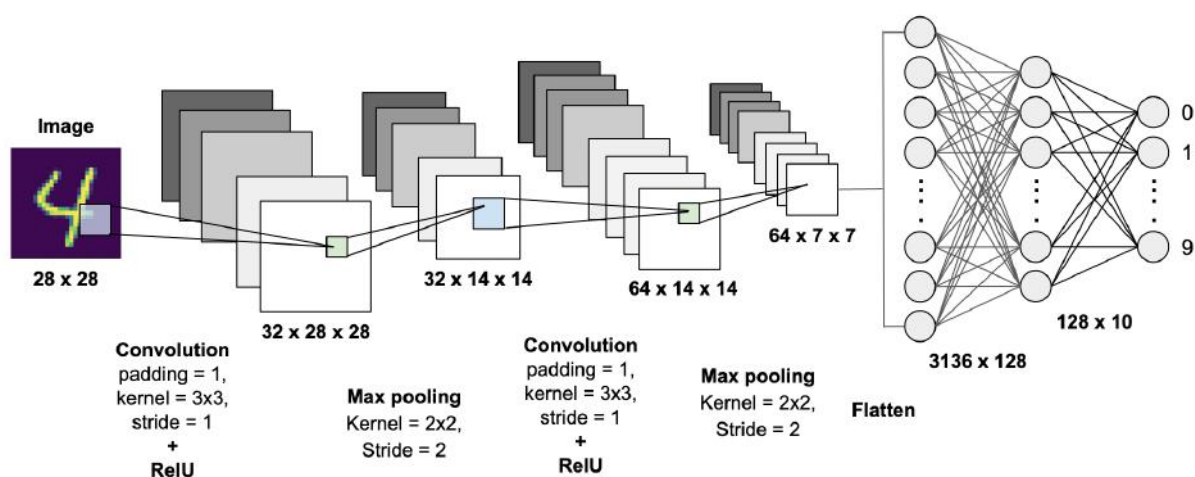 Image
28 x 28
32 x 28 x 28
32 x 14 x 14
64 x 14 x 14
64 x 7 x 7
3136 x 128
128 x 10
0
1
9
Convolution
padding = 1,
kernel = 3x3,
stride = 1
+
RelU
Max pooling
Kernel = 2x2,
Stride = 2
Convolution
padding = 1,
kernel = 3x3,
stride = 1
+
RelU
Max pooling
Kernel = 2x2,
Stride = 2
Flatten